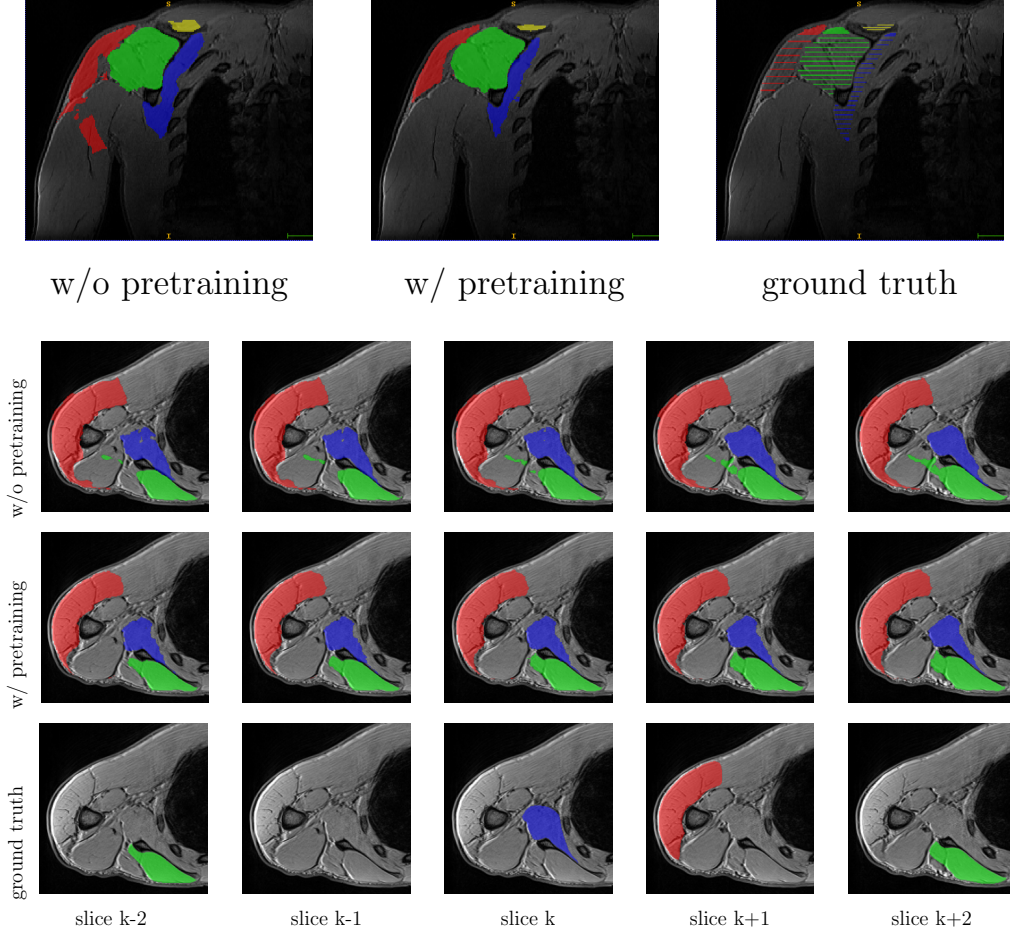 S S S
I I I
w/o pretraining w/ pretraining ground truth
w/o pretraining
w/ pretraining
ground truth
slice k-2 slice k-1 slice k slice k+1 slice k+2